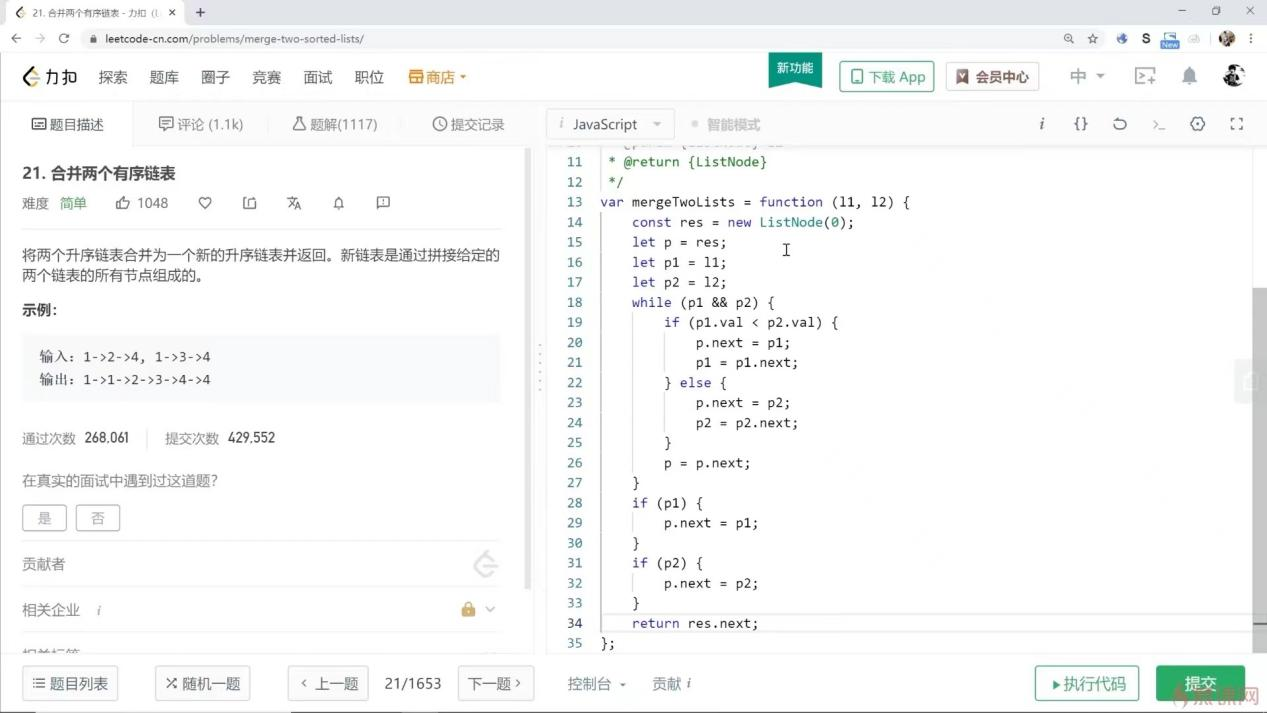 21. 合并两个有序链表 - 力扣（L
leetcode-cn.com/problems/merge-two-sorted-lists/
New
力扣 探索 题库 圈子 竞赛 面试 职位 商店 新功能 下载 App 会员中心 中
题目描述 评论 (1.1k) 题解(1117) 提交记录
i JavaScript 智能模式 i {}
21. 合并两个有序链表
难度 简单 1048
将两个升序链表合并为一个新的升序链表并返回。新链表是通过拼接给定的
两个链表的所有节点组成的。
示例：
输入：1->2->4, 1->3->4
输出：1->1->2->3->4->4
通过次数 268,061 提交次数 429,552
在真实的面试中遇到过这道题?
是 否
贡献者
相关企业 i
相关标签
11 * @return {ListNode}
12 */
13 var mergeTwoLists = function (l1, l2) {
14 const res = new ListNode(0);
15 let p = res;
16 let p1 = l1;
17 let p2 = l2;
18 while (p1 && p2) {
19 if (p1.val < p2.val) {
20 p.next = p1;
21 p1 = p1.next;
22 } else {
23 p.next = p2;
24 p2 = p2.next;
25 }
26 p = p.next;
27 }
28 if (p1) {
29 p.next = p1;
30 }
31 if (p2) {
32 p.next = p2;
33 }
34 return res.next;
35 };
题目列表 随机一题 上一题 21/1653 下一题 控制台 贡献 i 执行代码 提交
慕课网